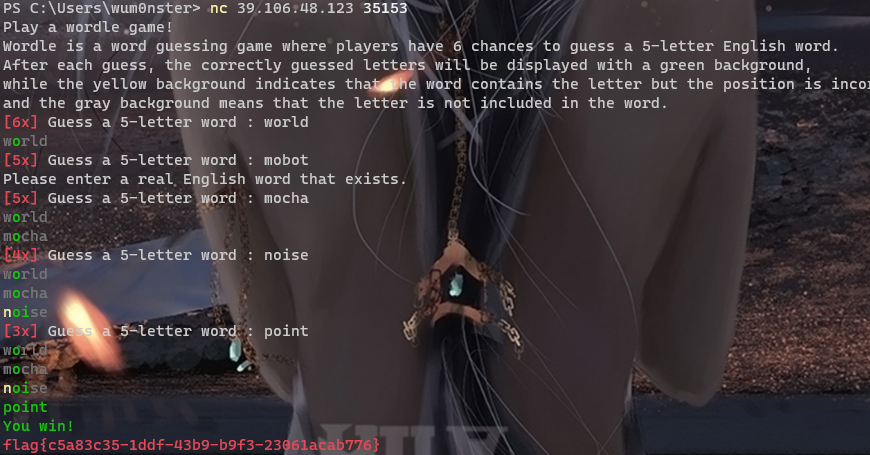 PS C:\Users\wum0nster> nc 39.106.48.123 35153
Play a wordle game!
Wordle is a word guessing game where players have 6 chances to guess a 5-letter English word.
After each guess, the correctly guessed letters will be displayed with a green background,
while the yellow background indicates that the word contains the letter but the position is incor
and the gray background means that the letter is not included in the word.
[6x] Guess a 5-letter word : world
world
[5x] Guess a 5-letter word : mobot
Please enter a real English word that exists.
[5x] Guess a 5-letter word : mocha
world
mocha
[4x] Guess a 5-letter word : noise
world
mocha
noise
[3x] Guess a 5-letter word : point
world
mocha
noise
point
You win!
flag{c5a83c35-1ddf-43b9-b9f3-23061acab776}